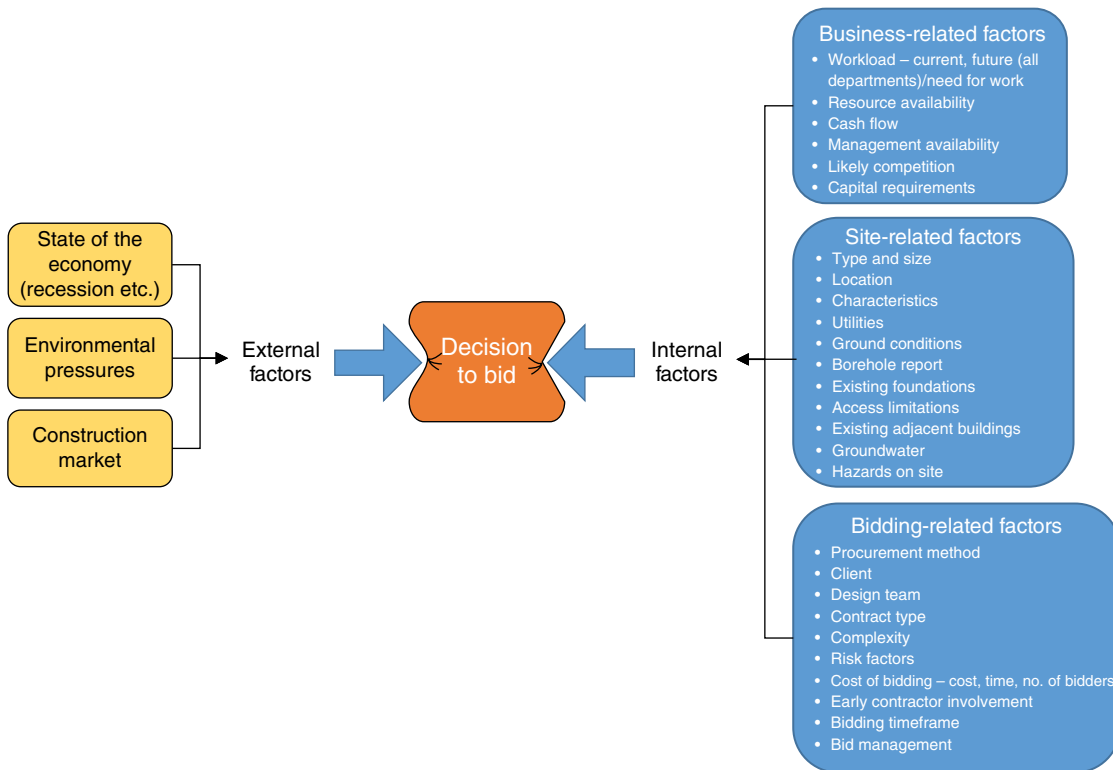 State of the
economy
(recession etc.)
Environmental
pressures
Construction
market
External
factors
Decision
to bid
Internal
factors
Business-related factors
• Workload – current, future (all
departments)/need for work
• Resource availability
• Cash flow
• Management availability
• Likely competition
• Capital requirements
Site-related factors
• Type and size
• Location
• Characteristics
• Utilities
• Ground conditions
• Borehole report
• Existing foundations
• Access limitations
• Existing adjacent buildings
• Groundwater
• Hazards on site
Bidding-related factors
• Procurement method
• Client
• Design team
• Contract type
• Complexity
• Risk factors
• Cost of bidding – cost, time, no. of bidders
• Early contractor involvement
• Bidding timeframe
• Bid management